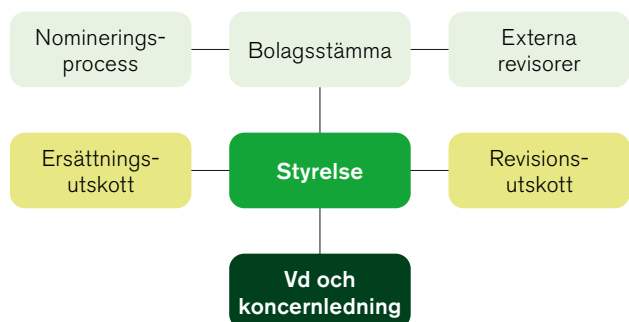 Nominerings-
process
Bolagsstämma
Externa
revisorer
Ersättnings-
utskott
Styrelse
Revisions-
utskott
Vd och
koncernledning